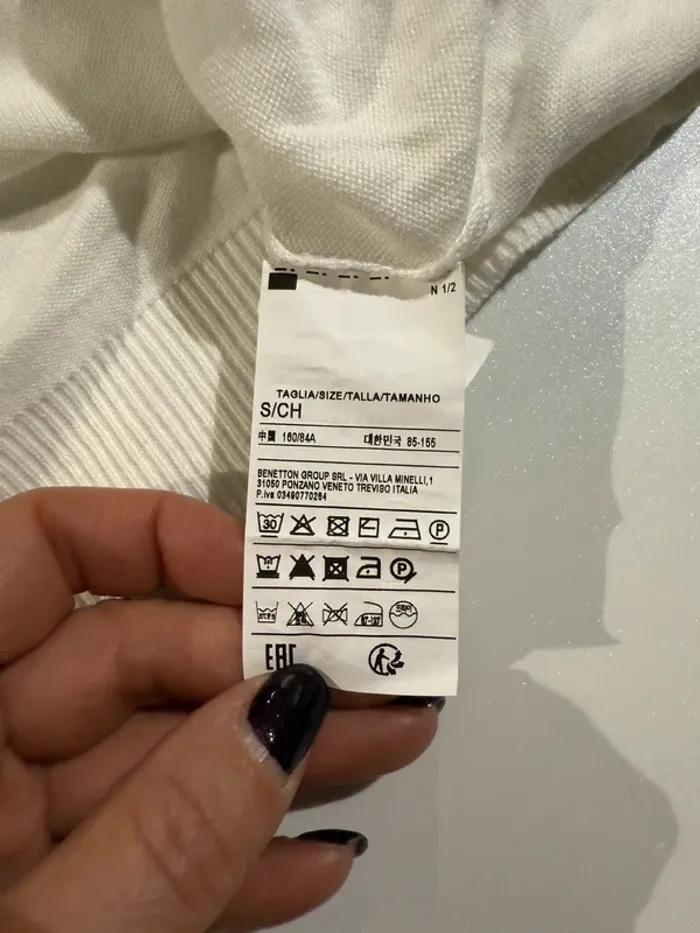 N 1/2
TAGLIA/SIZE/TALLA/TAMANHO
S/CH
中国 160/84A 대한민국 85-155
BENETTON GROUP SRL - VIA VILLA MINELLI,1
31050 PONZANO VENETO TREVISO ITALIA
P.iva 03490770264
30 P
P
EAC